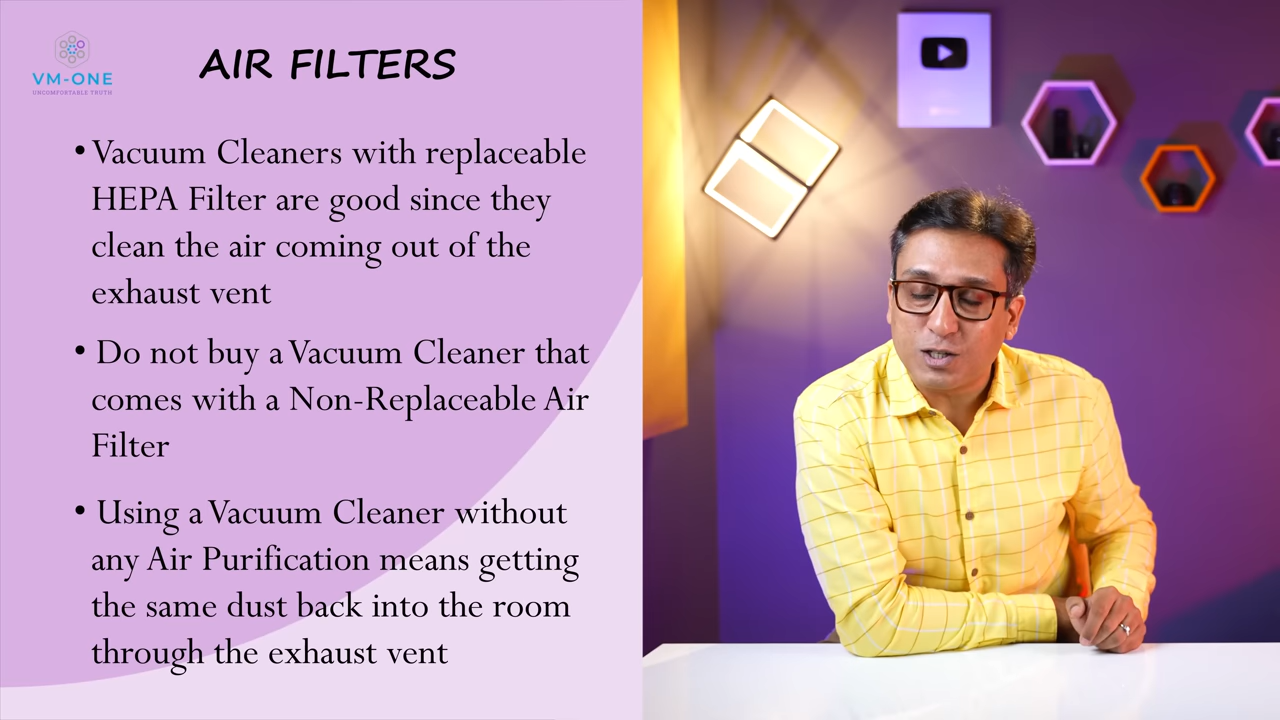 VM-ONE
UNCOMFORTABLE TRUTH
AIR FILTERS
• Vacuum Cleaners with replaceable
HEPA Filter are good since they
clean the air coming out of the
exhaust vent
• Do not buy a Vacuum Cleaner that
comes with a Non-Replaceable Air
Filter
• Using a Vacuum Cleaner without
any Air Purification means getting
the same dust back into the room
through the exhaust vent